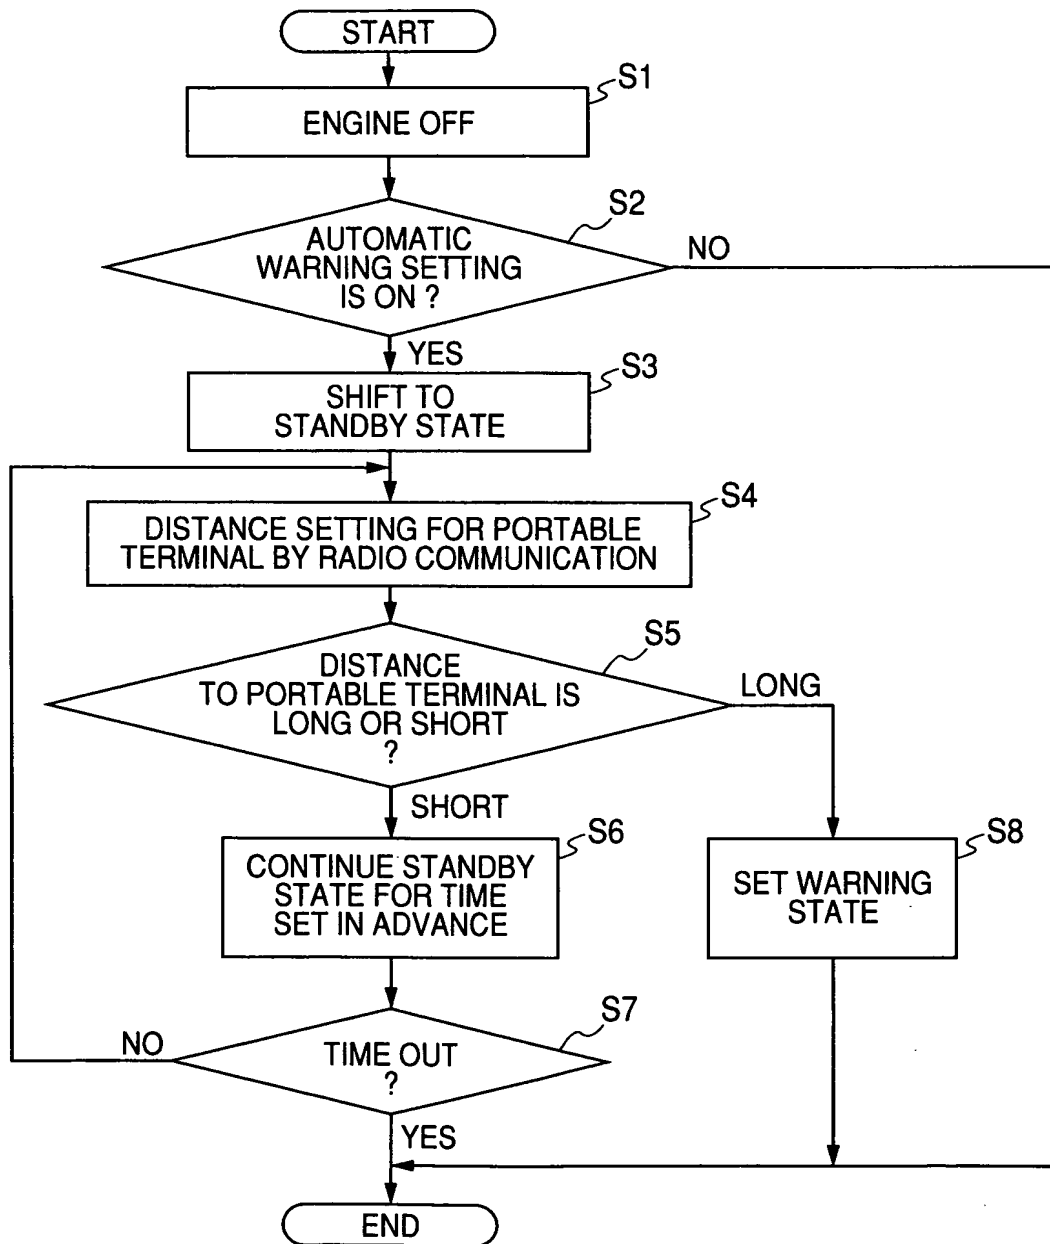 START
S1
ENGINE OFF
S2
AUTOMATIC
WARNING SETTING
IS ON ?
NO
YES
S3
SHIFT TO
STANDBY STATE
S4
DISTANCE SETTING FOR PORTABLE
TERMINAL BY RADIO COMMUNICATION
S5
DISTANCE
TO PORTABLE TERMINAL IS
LONG OR SHORT
?
LONG
SHORT
S6
CONTINUE STANDBY
STATE FOR TIME
SET IN ADVANCE
S8
SET WARNING
STATE
S7
TIME OUT
?
NO
YES
END